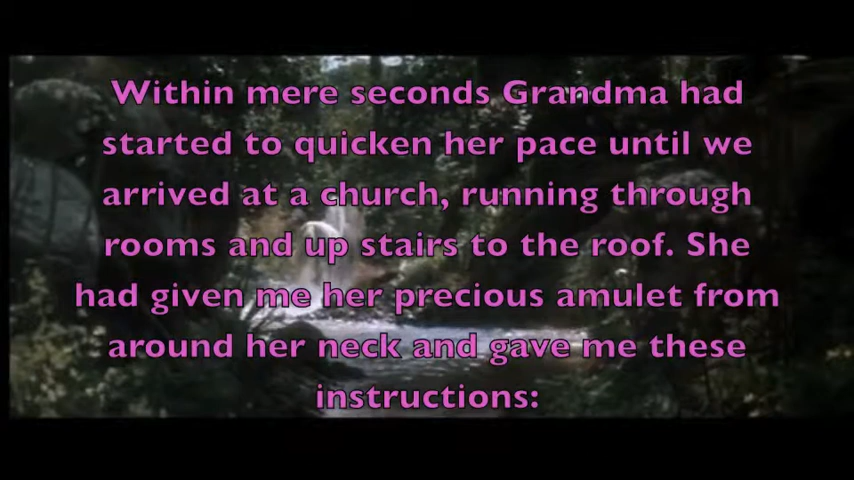 Within mere seconds Grandma had
started to quicken her pace until we
arrived at a church, running through
rooms and up stairs to the roof. She
had given me her precious amulet from
around her neck and gave me these
instructions: